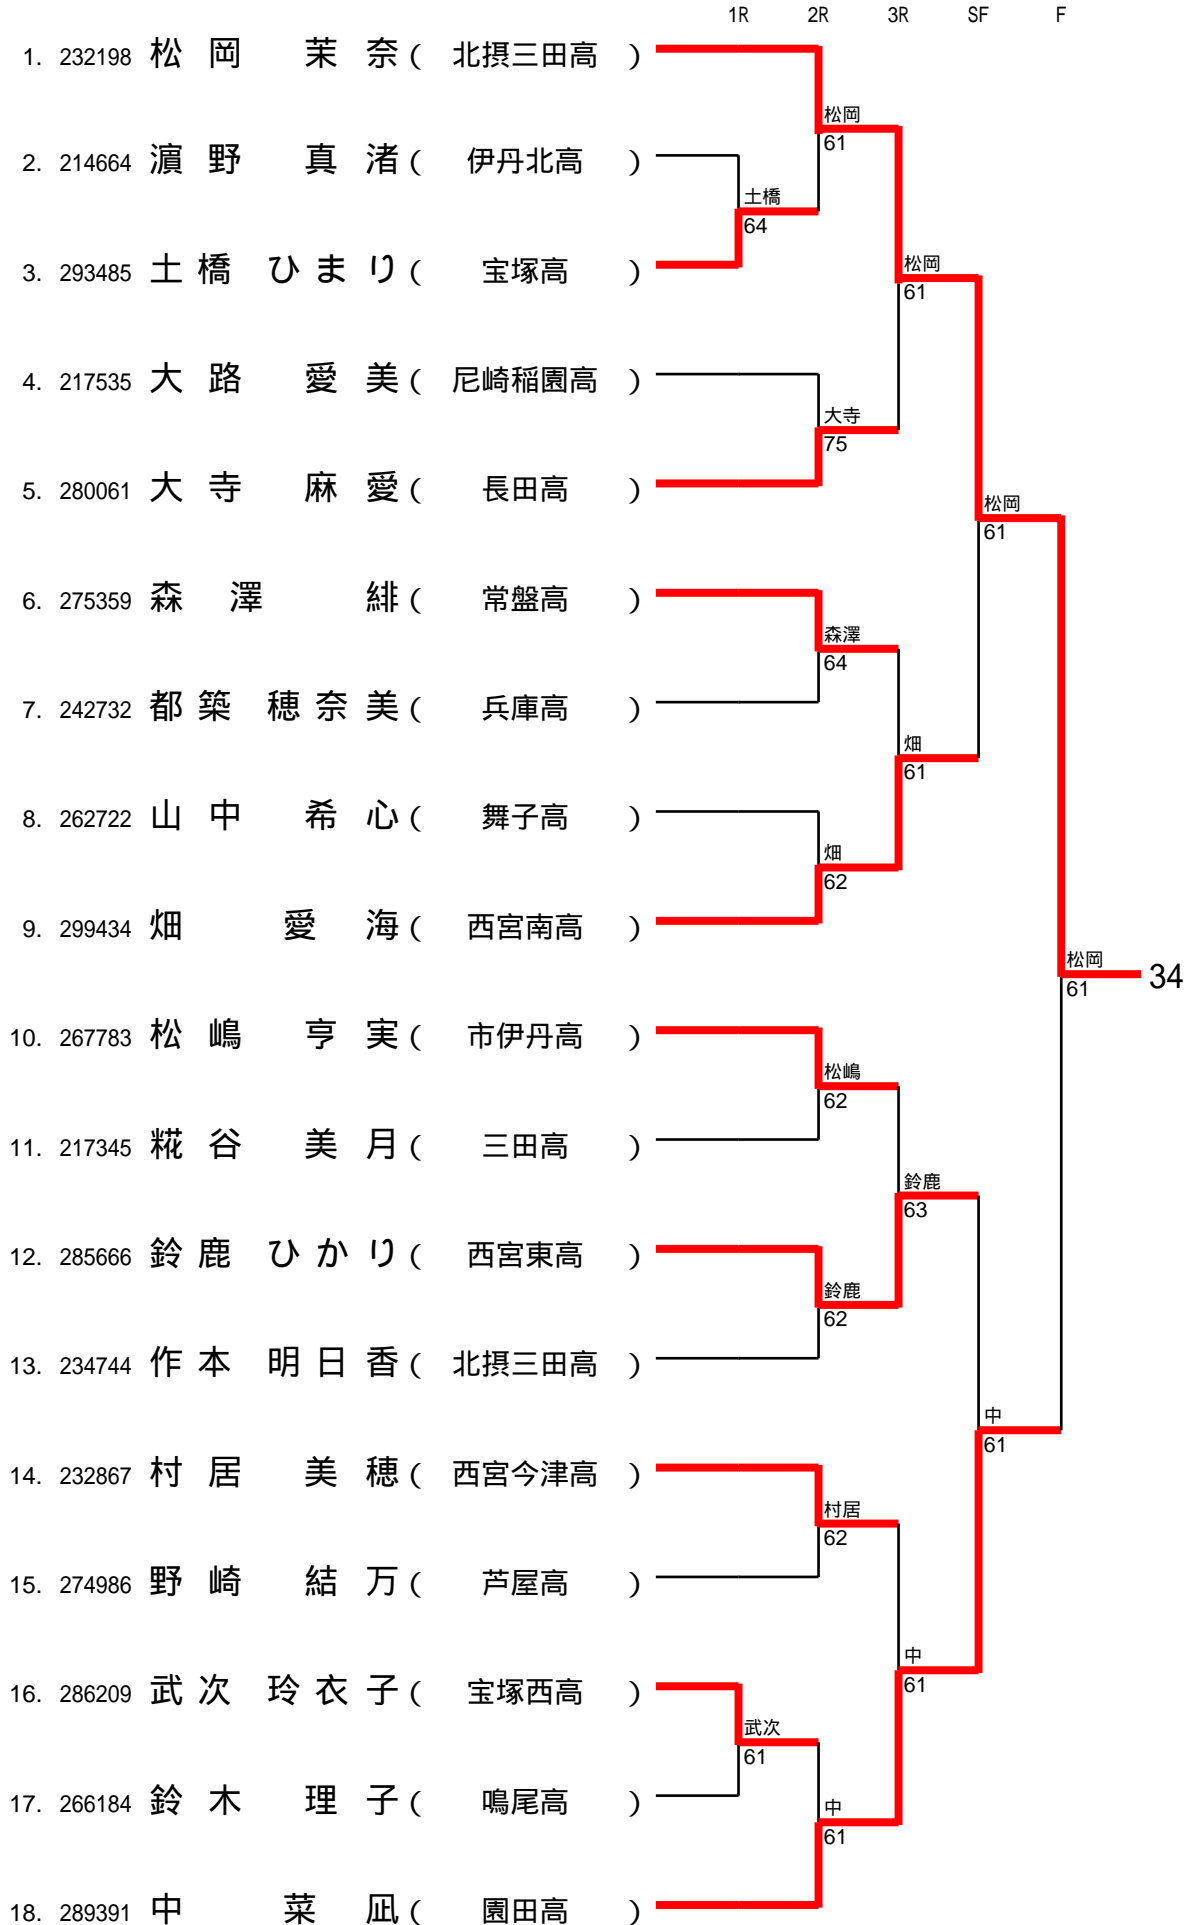 1R 2R 3R SF F
1. 232198 松岡 茉奈 ( 北摂三田高 )
松岡
61
2. 214664 濵野 真渚 ( 伊丹北高 )
土橋
64
3. 293485 土橋 ひまり ( 宝塚高 )
松岡
61
4. 217535 大路 愛美 ( 尼崎稲園高 )
大寺
75
5. 280061 大寺 麻愛 ( 長田高 )
松岡
61
6. 275359 森澤 緋 ( 常盤高 )
森澤
64
7. 242732 都築 穂奈美 ( 兵庫高 )
畑
61
8. 262722 山中 希心 ( 舞子高 )
畑
62
9. 299434 畑 愛海 ( 西宮南高 )
松岡
61
34
10. 267783 松嶋 亨実 ( 市伊丹高 )
松嶋
62
11. 217345 糀谷 美月 ( 三田高 )
鈴鹿
63
12. 285666 鈴鹿 ひかり ( 西宮東高 )
鈴鹿
62
13. 234744 作本 明日香 ( 北摂三田高 )
中
61
14. 232867 村居 美穂 ( 西宮今津高 )
村居
62
15. 274986 野崎 結万 ( 芦屋高 )
中
61
16. 286209 武次 玲衣子 ( 宝塚西高 )
武次
61
17. 266184 鈴木 理子 ( 鳴尾高 )
中
61
18. 289391 中 菜凪 ( 園田高 )